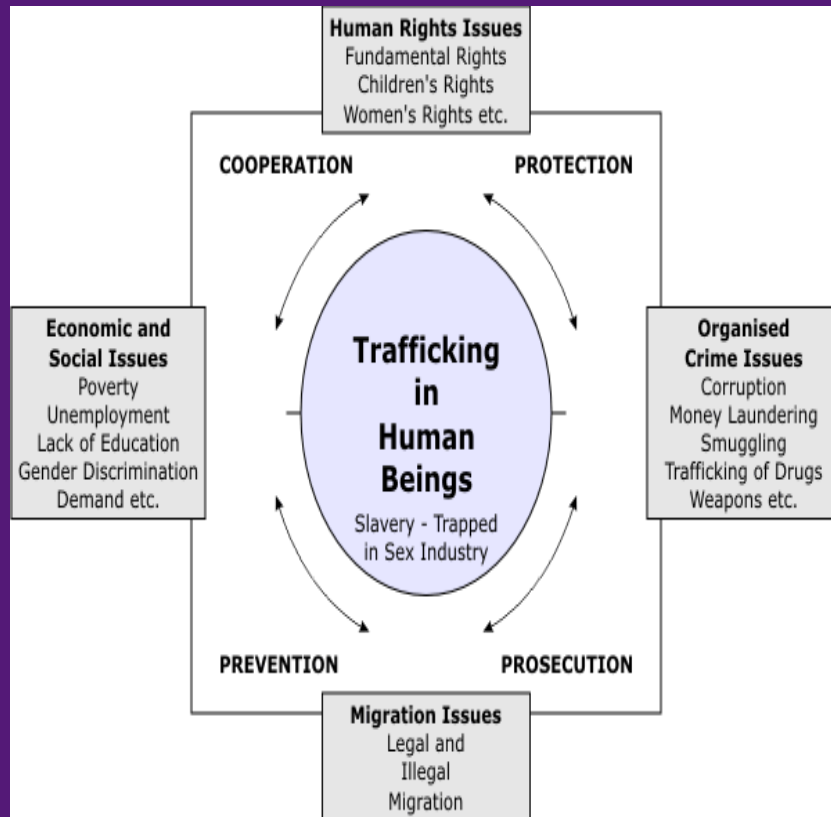 Human Rights Issues
Fundamental Rights
Children's Rights
Women's Rights etc.
COOPERATION
PROTECTION
Economic and
Social Issues
Poverty
Unemployment
Lack of Education
Gender Discrimination
Demand etc.
Trafficking
in
Human
Beings
Slavery - Trapped
in Sex Industry
Organised
Crime Issues
Corruption
Money Laundering
Smuggling
Trafficking of Drugs
Weapons etc.
PREVENTION
PROSECUTION
Migration Issues
Legal and
Illegal
Migration